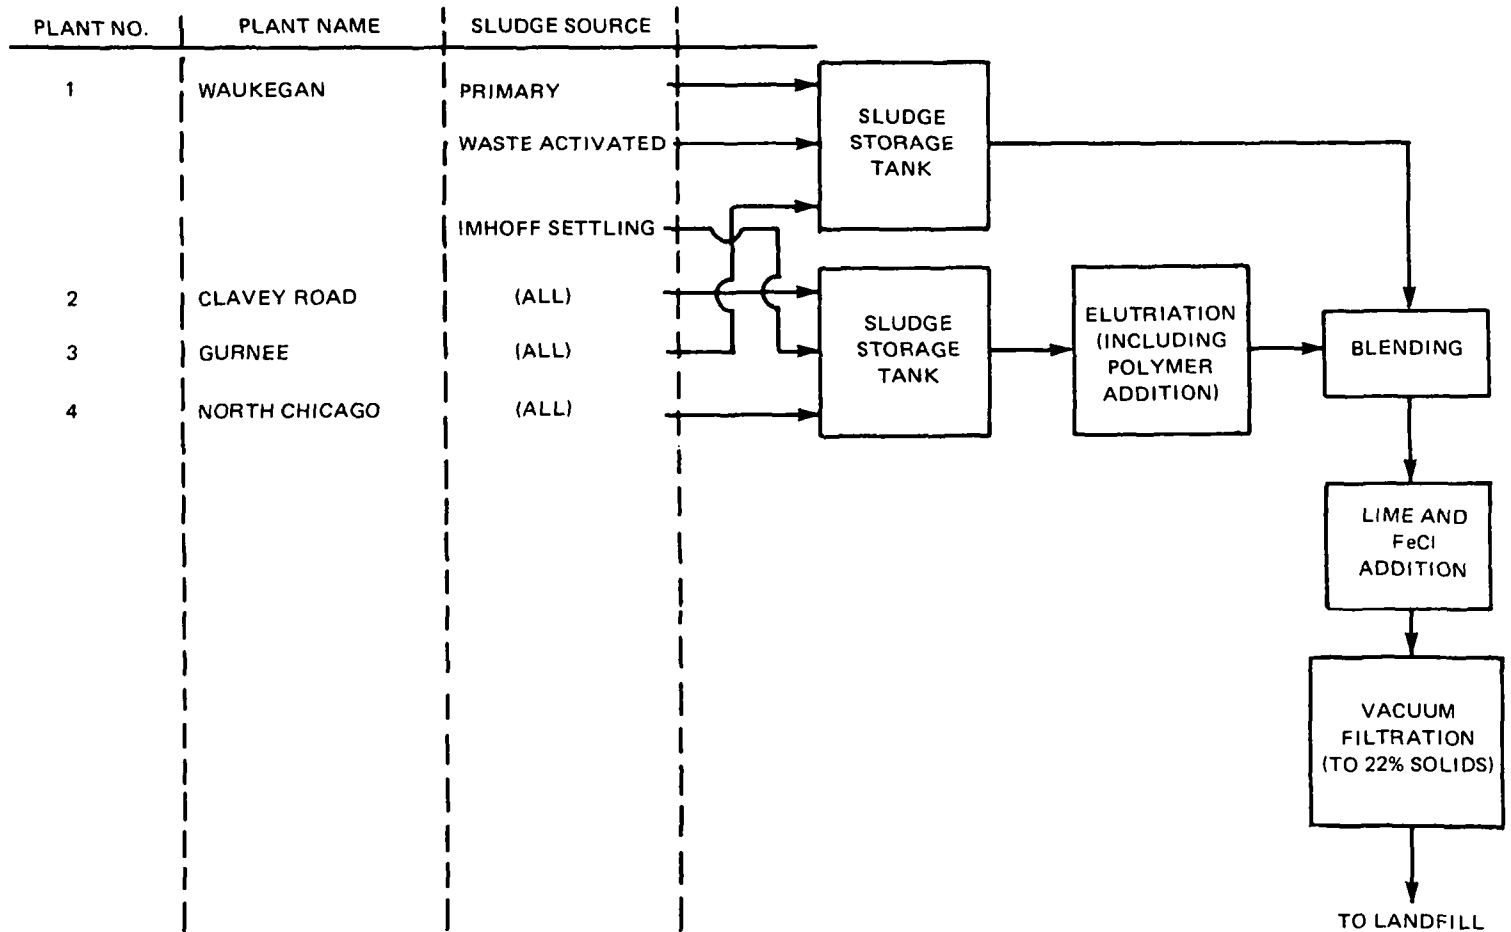 PLANT NO. PLANT NAME SLUDGE SOURCE
1 WAUKEGAN PRIMARY
WASTE ACTIVATED
IMHOFF SETTLING
2 CLAVEY ROAD (ALL)
3 GURNEE (ALL)
4 NORTH CHICAGO (ALL)
SLUDGE
STORAGE
TANK
SLUDGE
STORAGE
TANK
ELUTRIATION
(INCLUDING
POLYMER
ADDITION)
BLENDING
LIME AND
FeCl
ADDITION
VACUUM
FILTRATION
(TO 22% SOLIDS)
TO LANDFILL